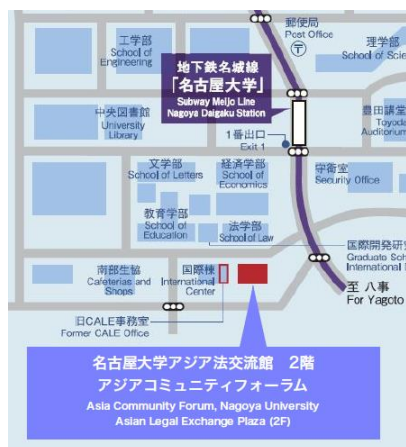 郵便局
Post Office
〒
工学部
School of
Engineering
理学部
School of Scie
地下鉄名城線
「名古屋大学」
Subway Meijo Line
Nagoya Daigaku Station
中央図書館
University
Library
豊田講堂
Toyoda
Auditorium
1番出口
Exit 1
文学部
School of Letters
経済学部
School of
Economics
守衛室
Security Office
教育学部
School of
Education
法学部
School of Law
国際開発研究
Graduate Scho
International D
南部生協
Cafeterias and
Shops
国際棟
International
Center
至 八事
For Yagoto
旧CALE事務室
Former CALE Office
名古屋大学アジア法交流館 2階
アジアコミュニティフォーラム
Asia Community Forum, Nagoya University
Asian Legal Exchange Plaza (2F)